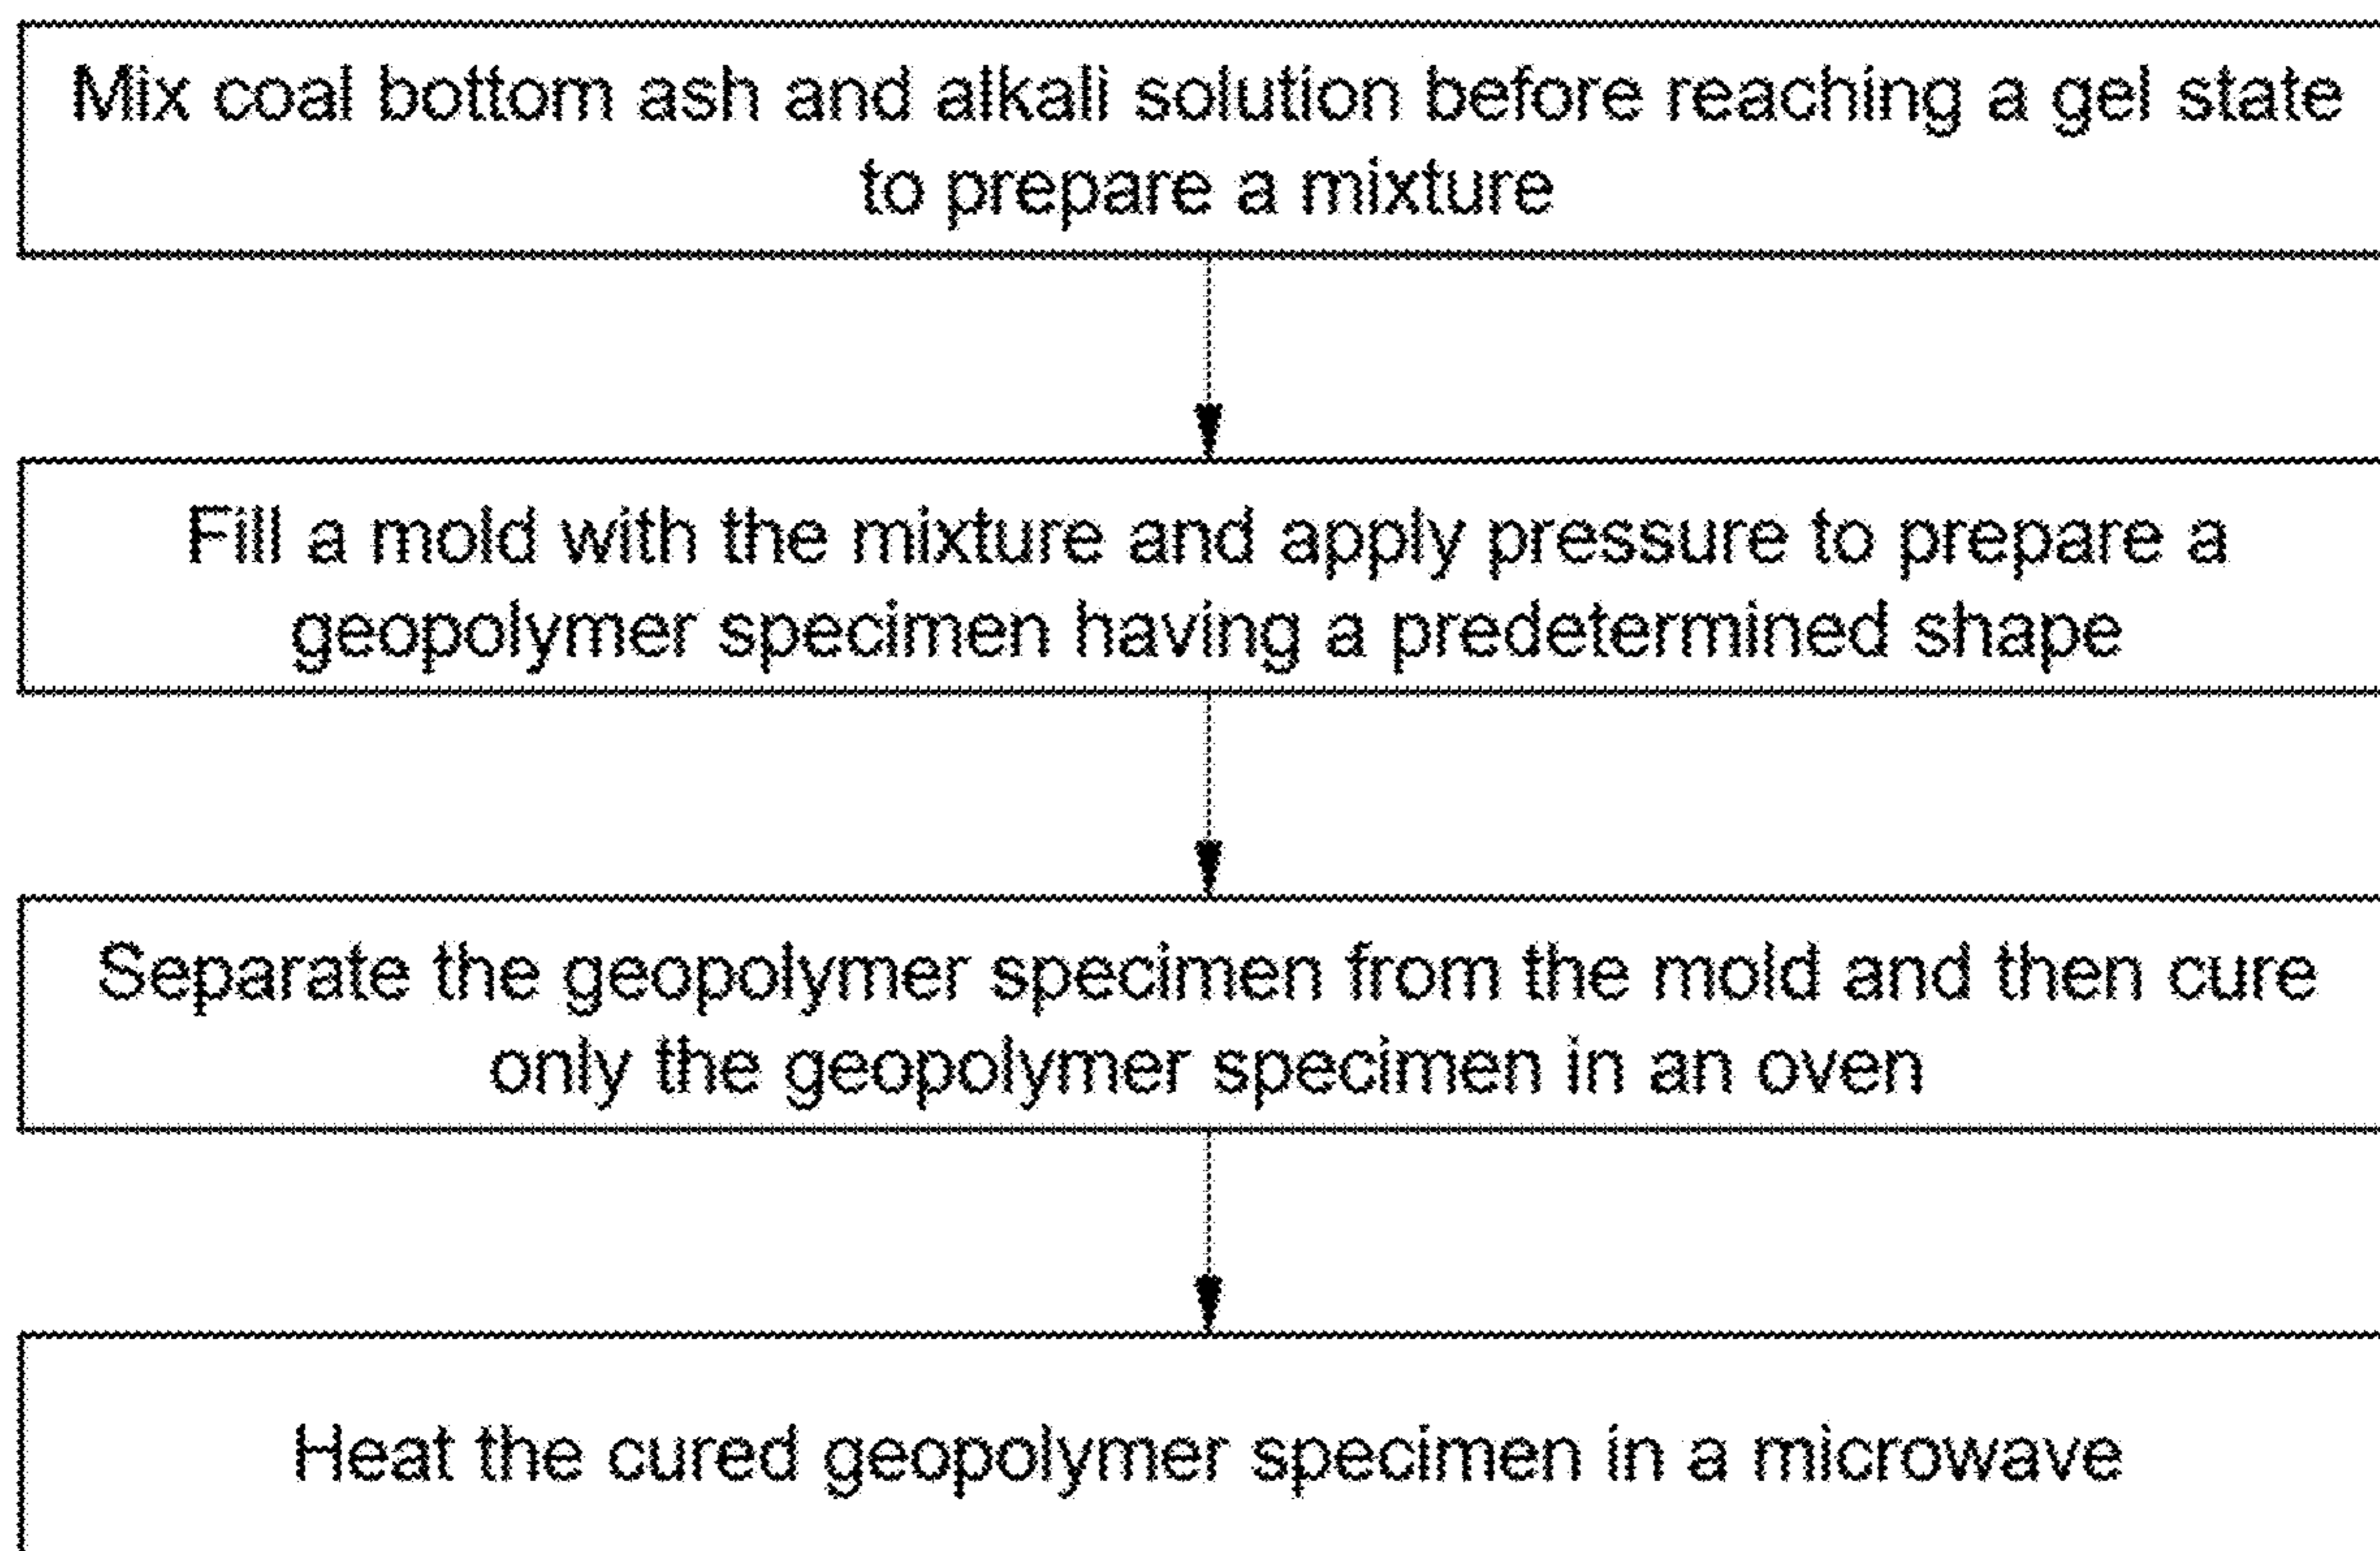 Mix coal bottom ash and alkali solution before reaching a gel state
to prepare a mixture
Fill a mold with the mixture and apply pressure to prepare a
geopolymer specimen having a predetermined shape
Separate the geopolymer specimen from the mold and then cure
only the geopolymer specimen in an oven
Heat the cured geopolymer specimen in a microwave